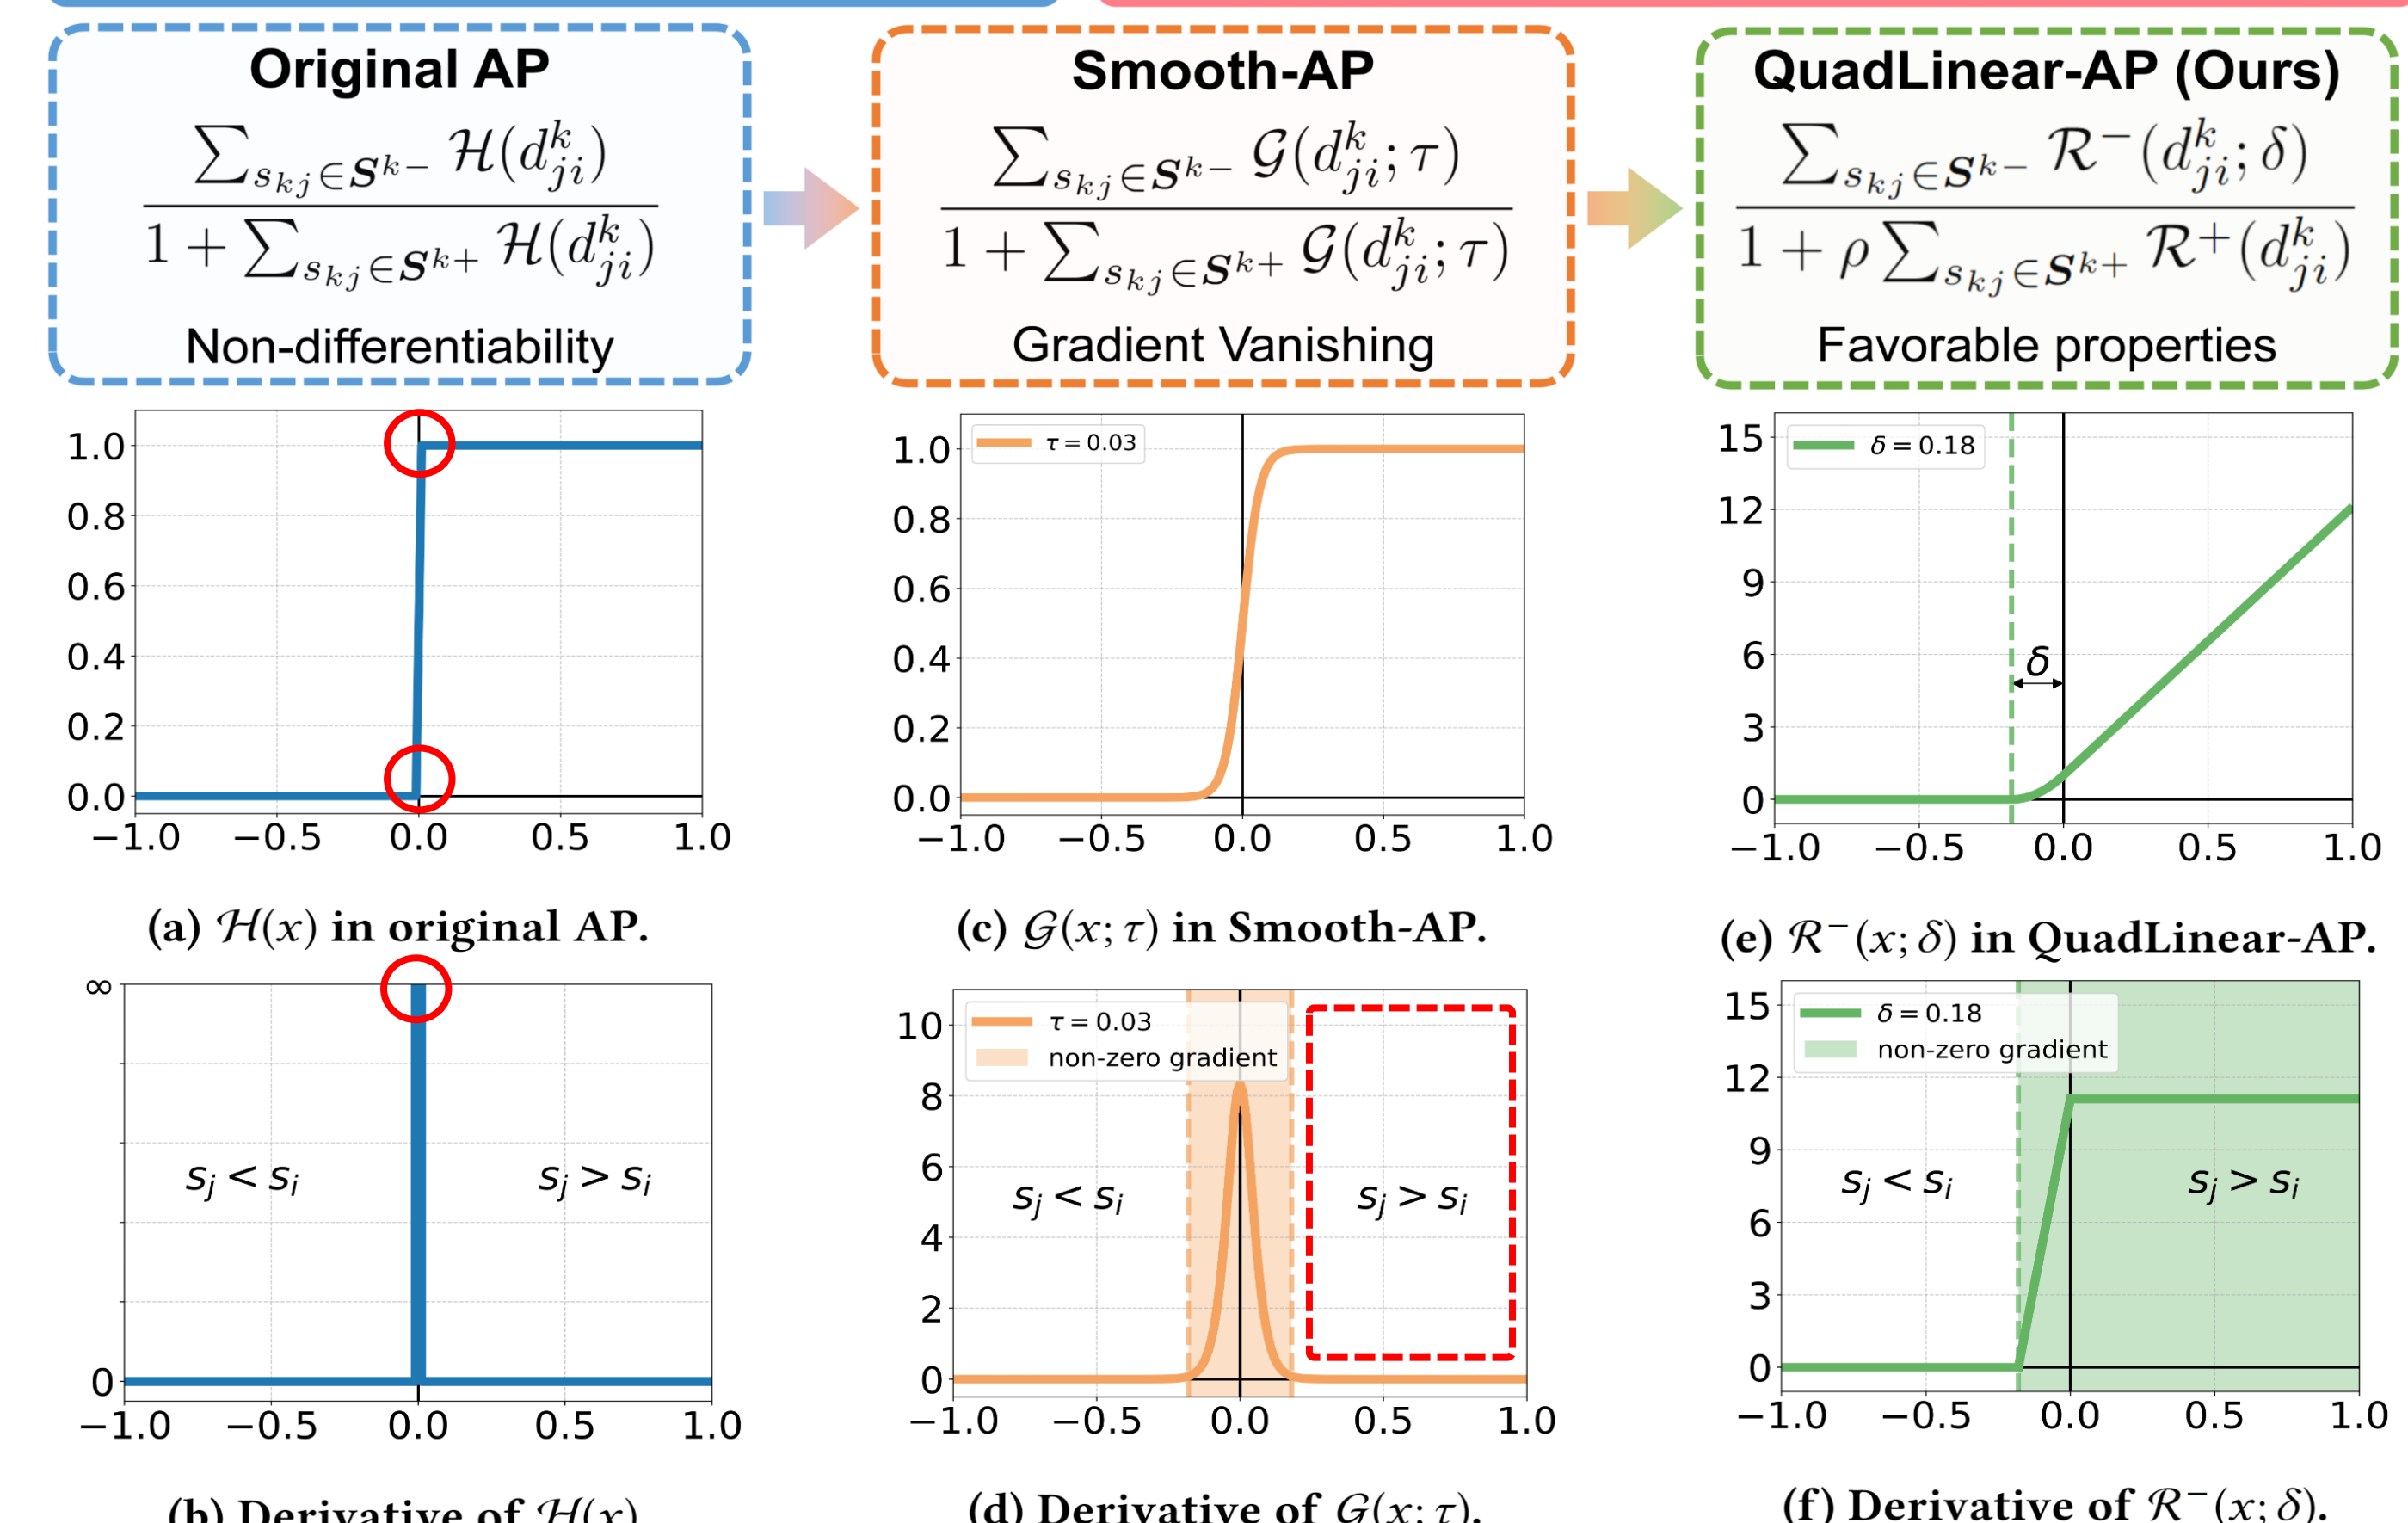 Original AP
∑_{s_{kj}∈S^{k−}} ℋ(d^k_{ji})
1 + ∑_{s_{kj}∈S^{k+}} ℋ(d^k_{ji})
Non-differentiability
Smooth-AP
∑_{s_{kj}∈S^{k−}} 𝒢(d^k_{ji}; τ)
1 + ∑_{s_{kj}∈S^{k+}} 𝒢(d^k_{ji}; τ)
Gradient Vanishing
QuadLinear-AP (Ours)
∑_{s_{kj}∈S^{k−}} ℛ^−(d^k_{ji}; δ)
1 + ρ ∑_{s_{kj}∈S^{k+}} ℛ^+(d^k_{ji})
Favorable properties
1.0
0.8
0.6
0.4
0.2
0.0
−1.0 −0.5 0.0 0.5 1.0
(a) ℋ(x) in original AP.
τ = 0.03
1.0
0.8
0.6
0.4
0.2
0.0
−1.0 −0.5 0.0 0.5 1.0
(c) 𝒢(x; τ) in Smooth-AP.
δ = 0.18
15
12
9
6
3
0
δ
−1.0 −0.5 0.0 0.5 1.0
(e) ℛ^−(x; δ) in QuadLinear-AP.
∞
0
s_j < s_i
s_j > s_i
−1.0 −0.5 0.0 0.5 1.0
(b) Derivative of ℋ(x)
τ = 0.03
non-zero gradient
10
8
6
4
2
0
s_j < s_i
s_j > s_i
−1.0 −0.5 0.0 0.5 1.0
(d) Derivative of 𝒢(x; τ).
δ = 0.18
non-zero gradient
15
12
9
6
3
0
s_j < s_i
s_j > s_i
−1.0 −0.5 0.0 0.5 1.0
(f) Derivative of ℛ^−(x; δ).